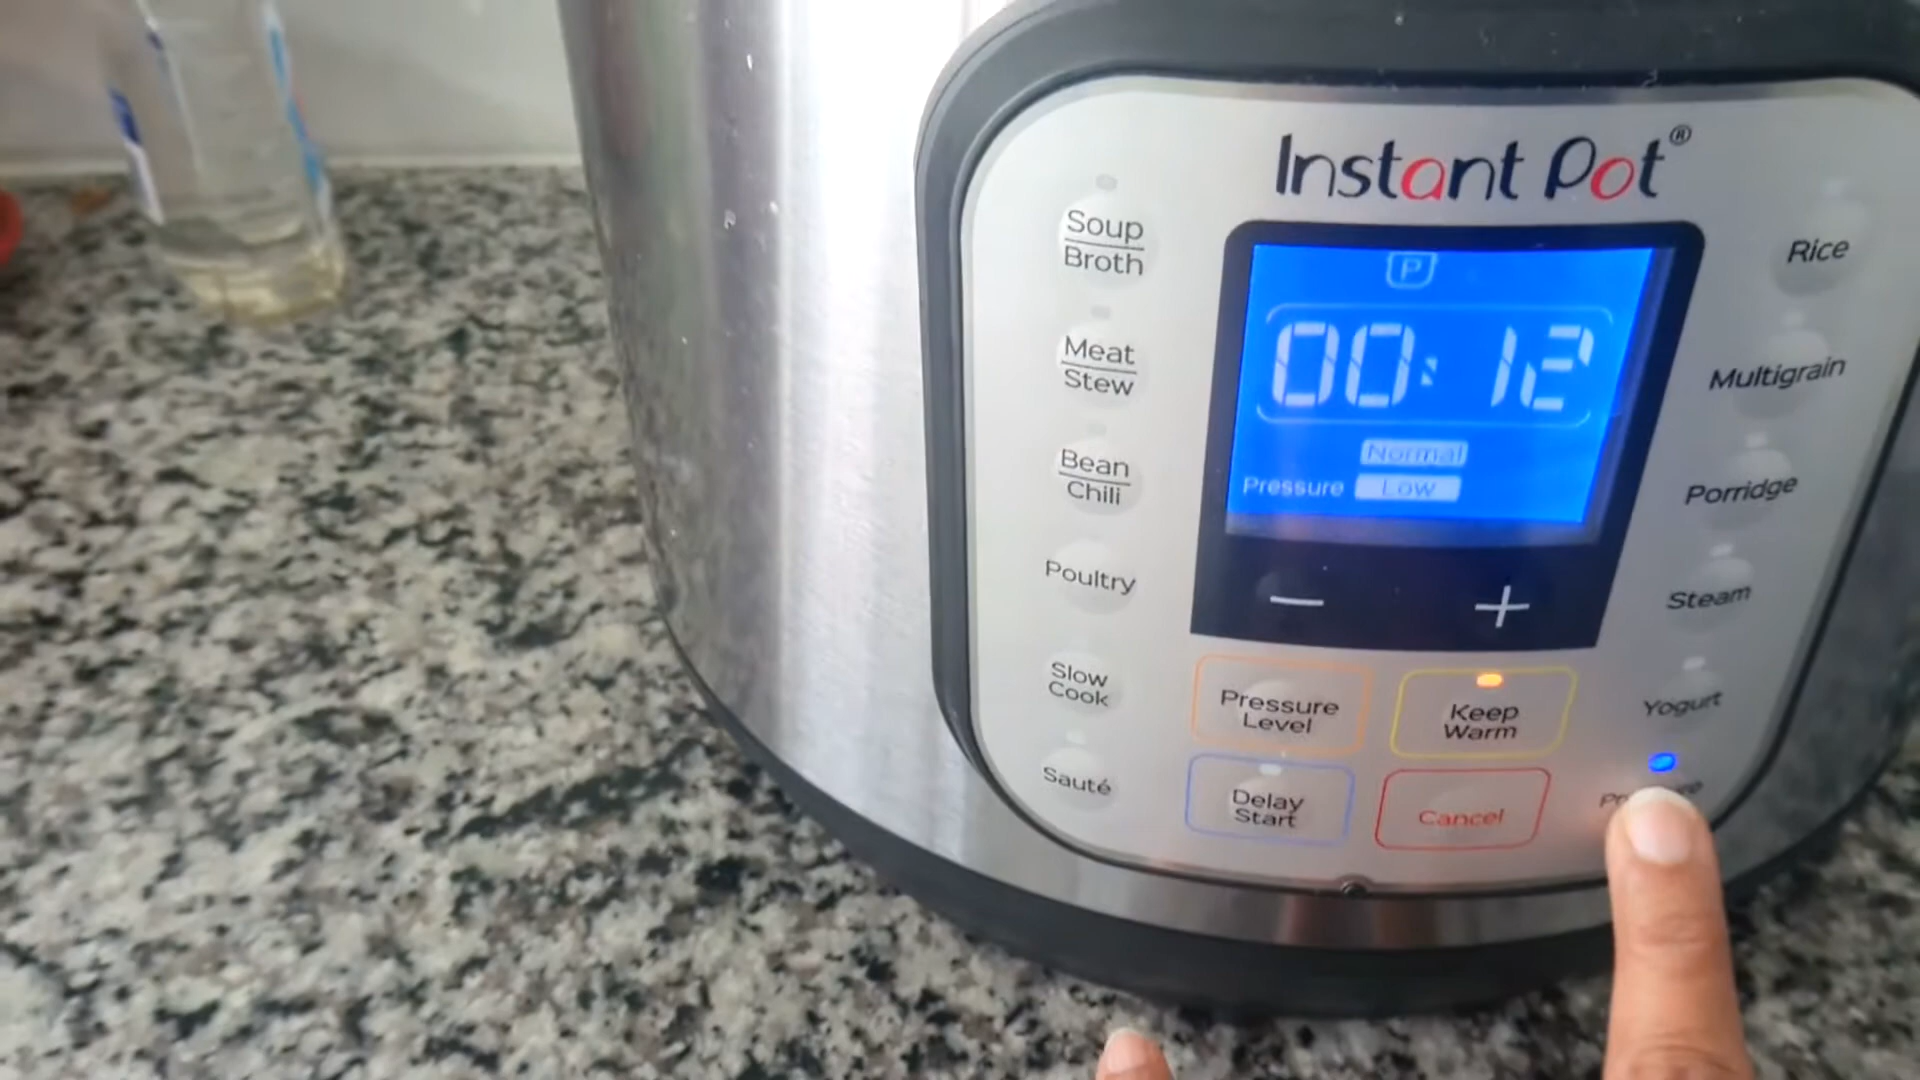 Instant Pot®
Soup
Broth
Meat
Stew
Bean
Chili
Poultry
Slow
Cook
Sauté
P
00:12
Normal
Pressure Low
− +
Pressure
Level
Keep
Warm
Delay
Start
Cancel
Rice
Multigrain
Porridge
Steam
Yogurt